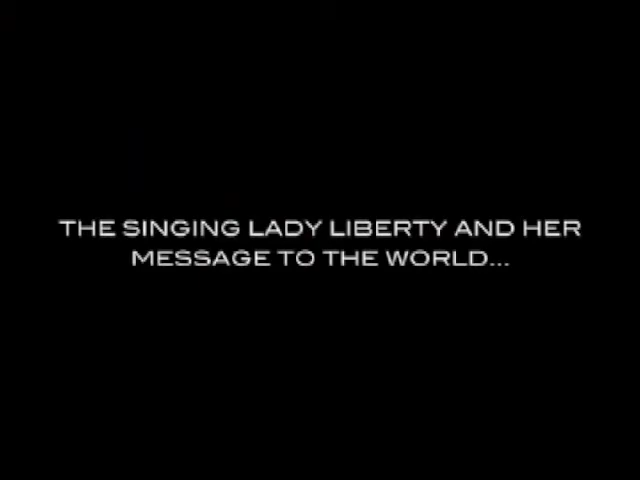 THE SINGING LADY LIBERTY AND HER
MESSAGE TO THE WORLD...